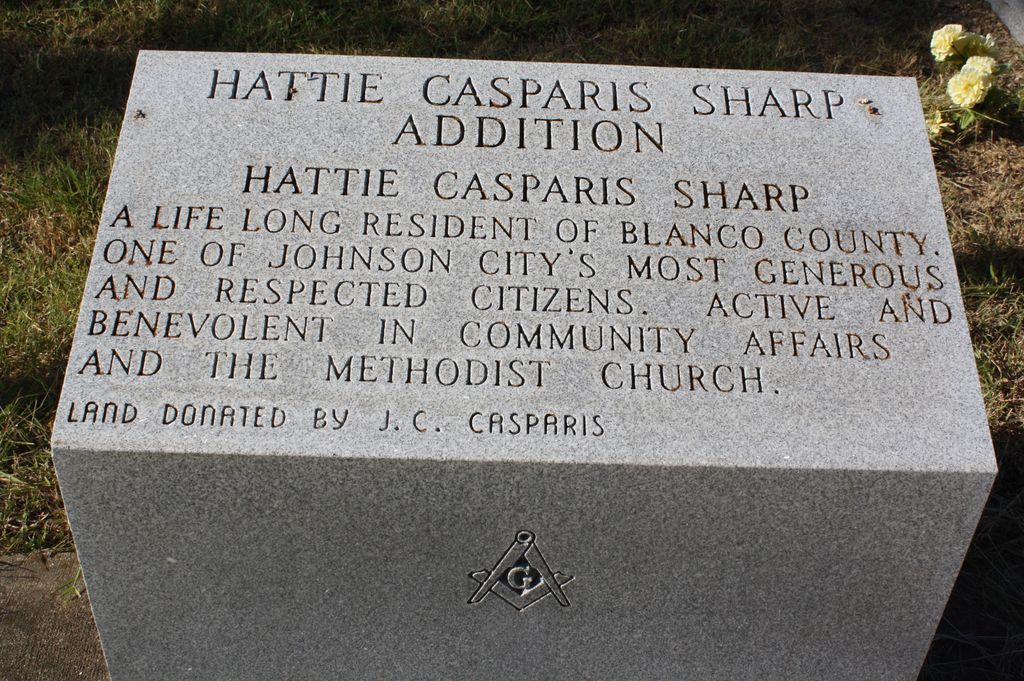 HATTIE CASPARIS SHARP
ADDITION
HATTIE CASPARIS SHARP
A LIFE LONG RESIDENT OF BLANCO COUNTY.
ONE OF JOHNSON CITY'S MOST GENEROUS
AND RESPECTED CITIZENS. ACTIVE AND
BENEVOLENT IN COMMUNITY AFFAIRS
AND THE METHODIST CHURCH.
LAND DONATED BY J.C. CASPARIS
G